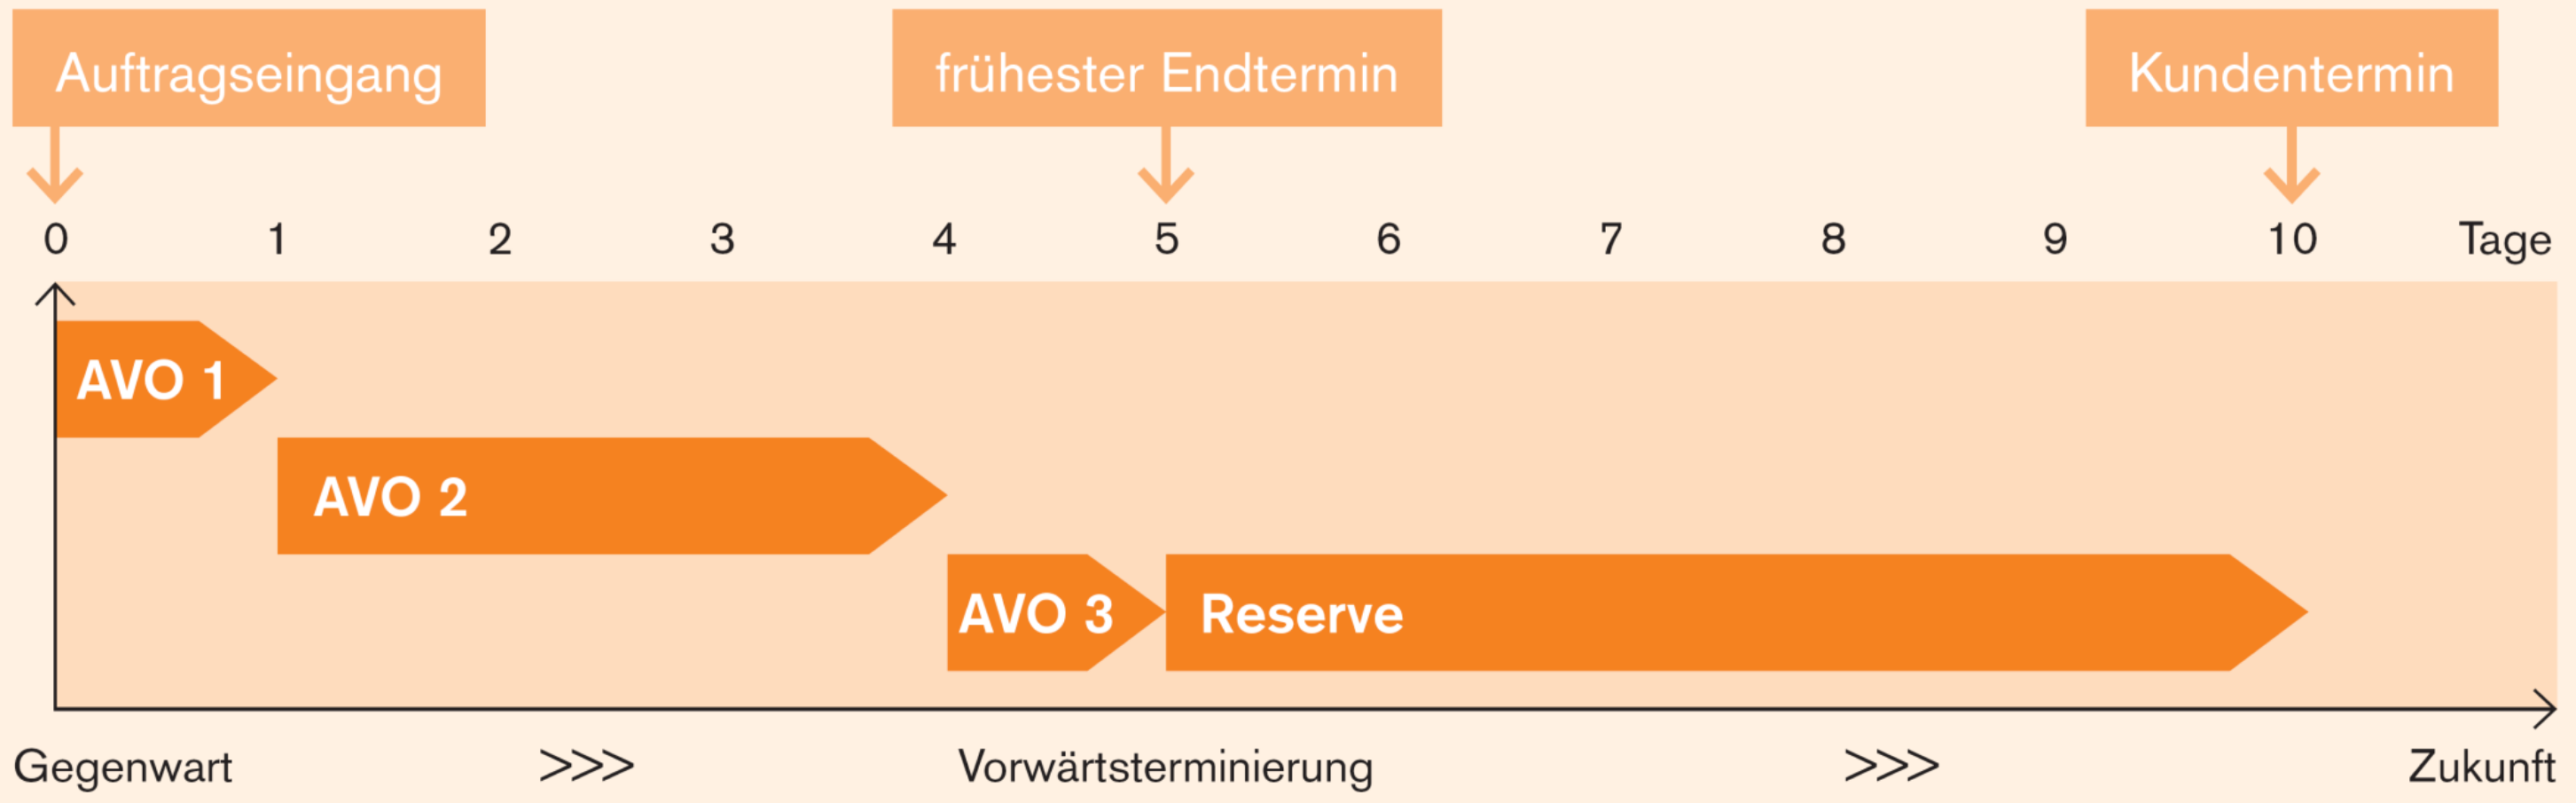 Auftragseingang
frühester Endtermin
Kundentermin
0 1 2 3 4 5 6 7 8 9 10 Tage
AVO 1
AVO 2
AVO 3 Reserve
Gegenwart >>> Vorwärtsterminierung >>> Zukunft